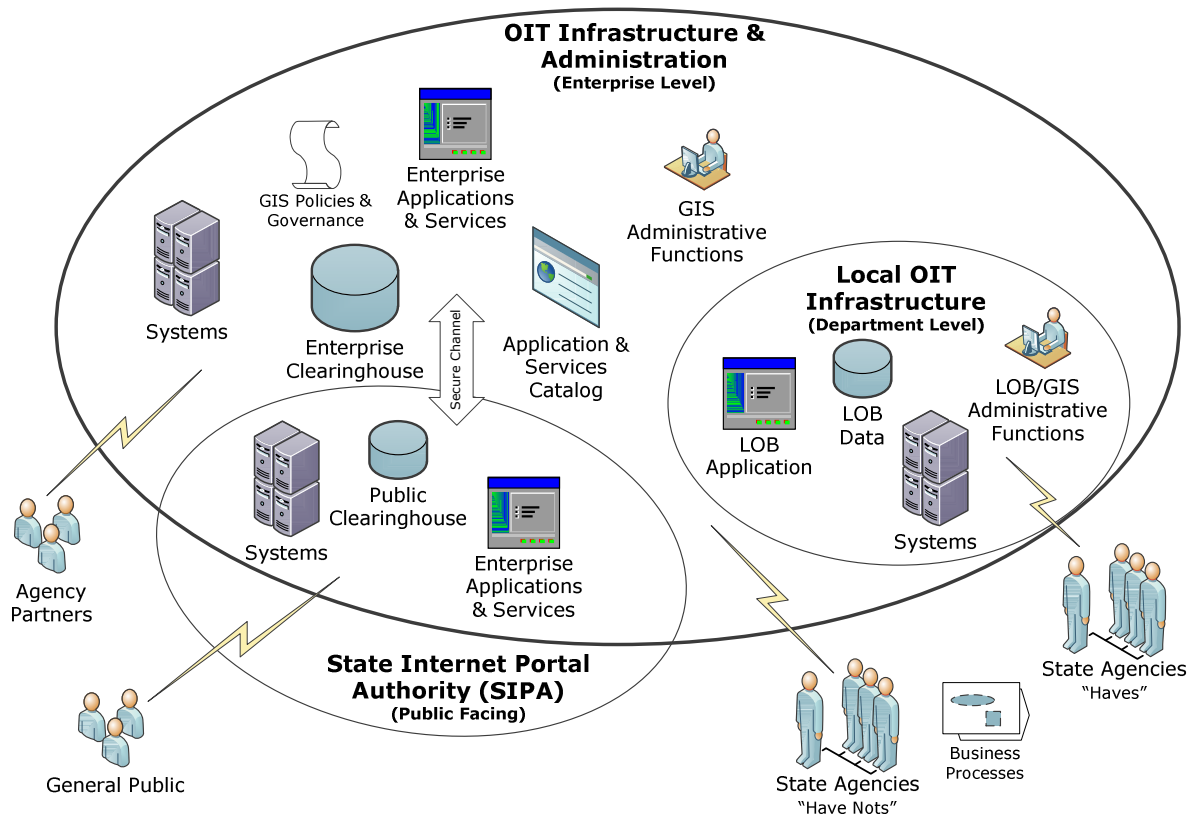 OIT Infrastructure &
Administration
(Enterprise Level)
GIS Policies &
Governance
Enterprise
Applications
& Services
GIS
Administrative
Functions
Systems
Enterprise
Clearinghouse
Secure Channel
Application &
Services
Catalog
Local OIT
Infrastructure
(Department Level)
LOB
Application
LOB
Data
LOB/GIS
Administrative
Functions
Systems
Systems
Public
Clearinghouse
Enterprise
Applications
& Services
State Internet Portal
Authority (SIPA)
(Public Facing)
Agency
Partners
General Public
State Agencies
“Have Nots”
Business
Processes
State Agencies
“Haves”